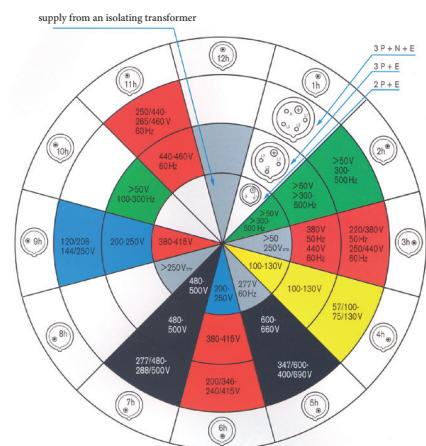 supply from an isolating transformer
3 P + N + E
3 P + E
2 P + E
12h
1h
2h
3h
4h
5h
6h
7h
8h
9h
10h
11h
250/440-
265/460V
60Hz
440-460V
60Hz
>50V
100-300Hz
120/208
144/250V
200-250V
380-415V
>250V
480-
500V
480-
500V
277/480-
288/500V
200-
250V
380-415V
200/346-
240/415V
277V
60Hz
600-
660V
347/600-
400/690V
100-130V
100-130V
57/100-
75/130V
>50
250V
380V
50Hz
440V
60Hz
220/380V
50Hz
250/440V
60Hz
>50V
>300-
500Hz
>50V
>300-
500Hz
>50V
300-
500Hz